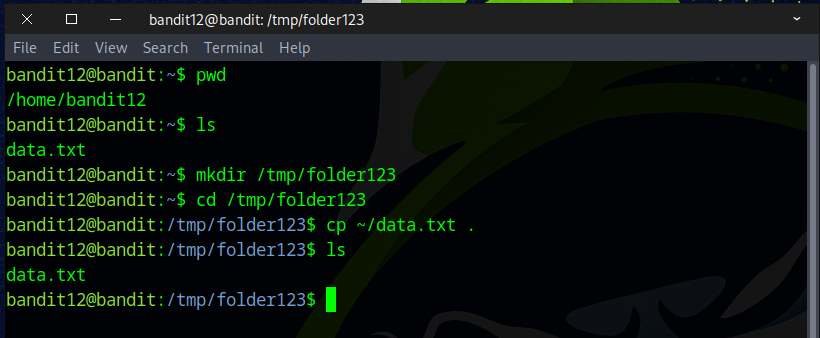 bandit12@bandit: /tmp/folder123
File Edit View Search Terminal Help
bandit12@bandit:~$ pwd
/home/bandit12
bandit12@bandit:~$ ls
data.txt
bandit12@bandit:~$ mkdir /tmp/folder123
bandit12@bandit:~$ cd /tmp/folder123
bandit12@bandit:/tmp/folder123$ cp ~/data.txt .
bandit12@bandit:/tmp/folder123$ ls
data.txt
bandit12@bandit:/tmp/folder123$